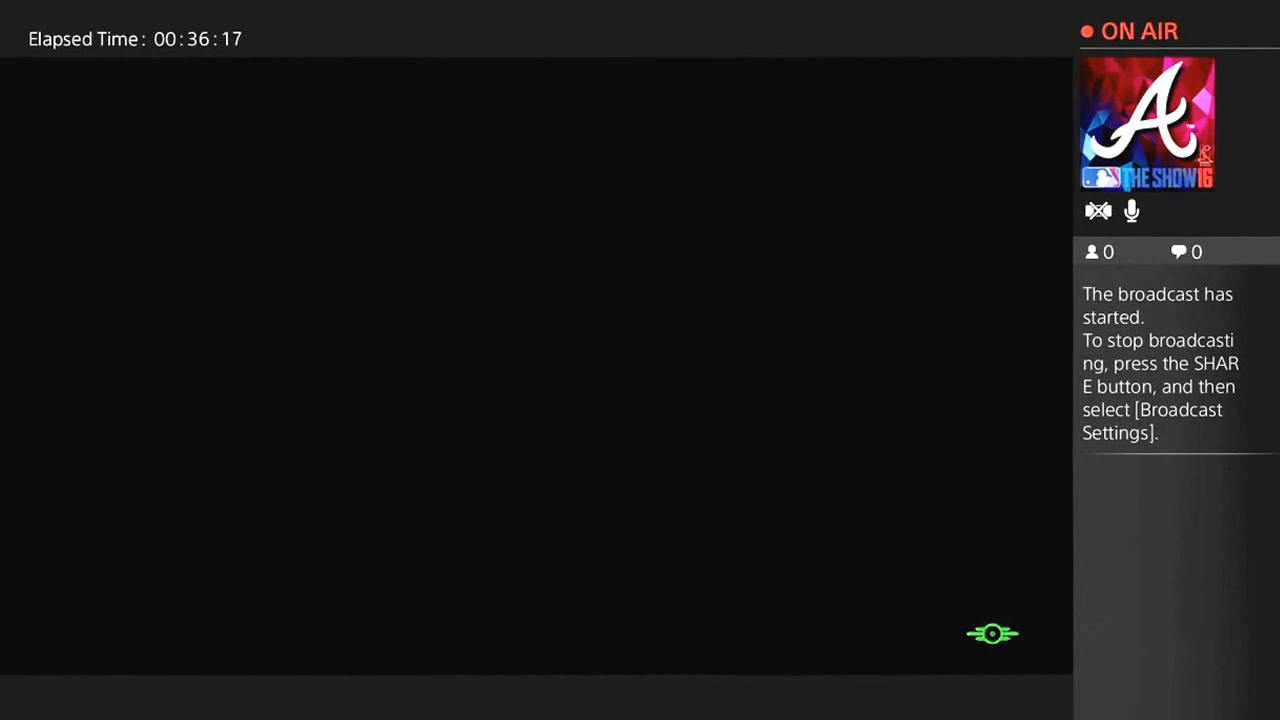 Elapsed Time: 00:36:17
ON AIR
A
THE SHOW16
0 0
The broadcast has
started.
To stop broadcasti
ng, press the SHAR
E button, and then
select [Broadcast
Settings].